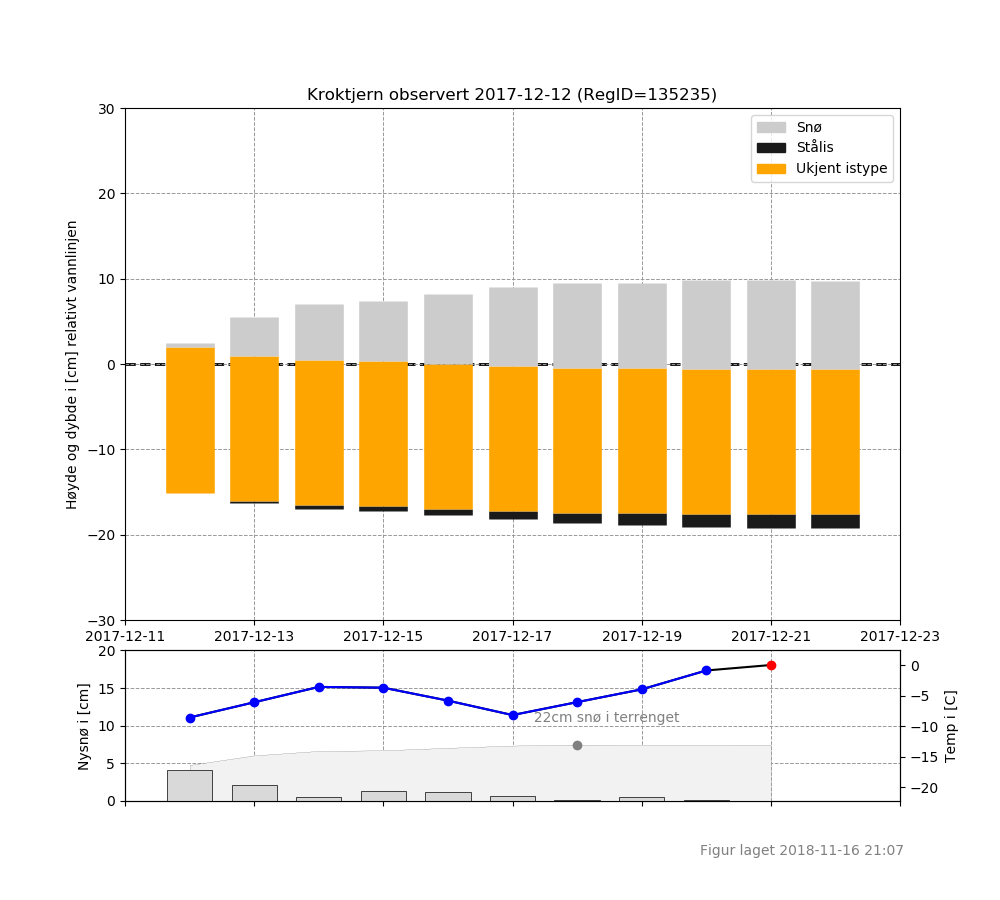 Kroktjern observert 2017-12-12 (RegID=135235)
Høyde og dybde i [cm] relativt vannlinjen
30
20
10
0
−10
−20
−30
Snø
Stålis
Ukjent istype
2017-12-11 2017-12-13 2017-12-15 2017-12-17 2017-12-19 2017-12-21 2017-12-23
Nysnø i [cm]
20
15
10
5
0
22cm snø i terrenget
0
−5
−10
−15
−20
Temp i [C]
Figur laget 2018-11-16 21:07